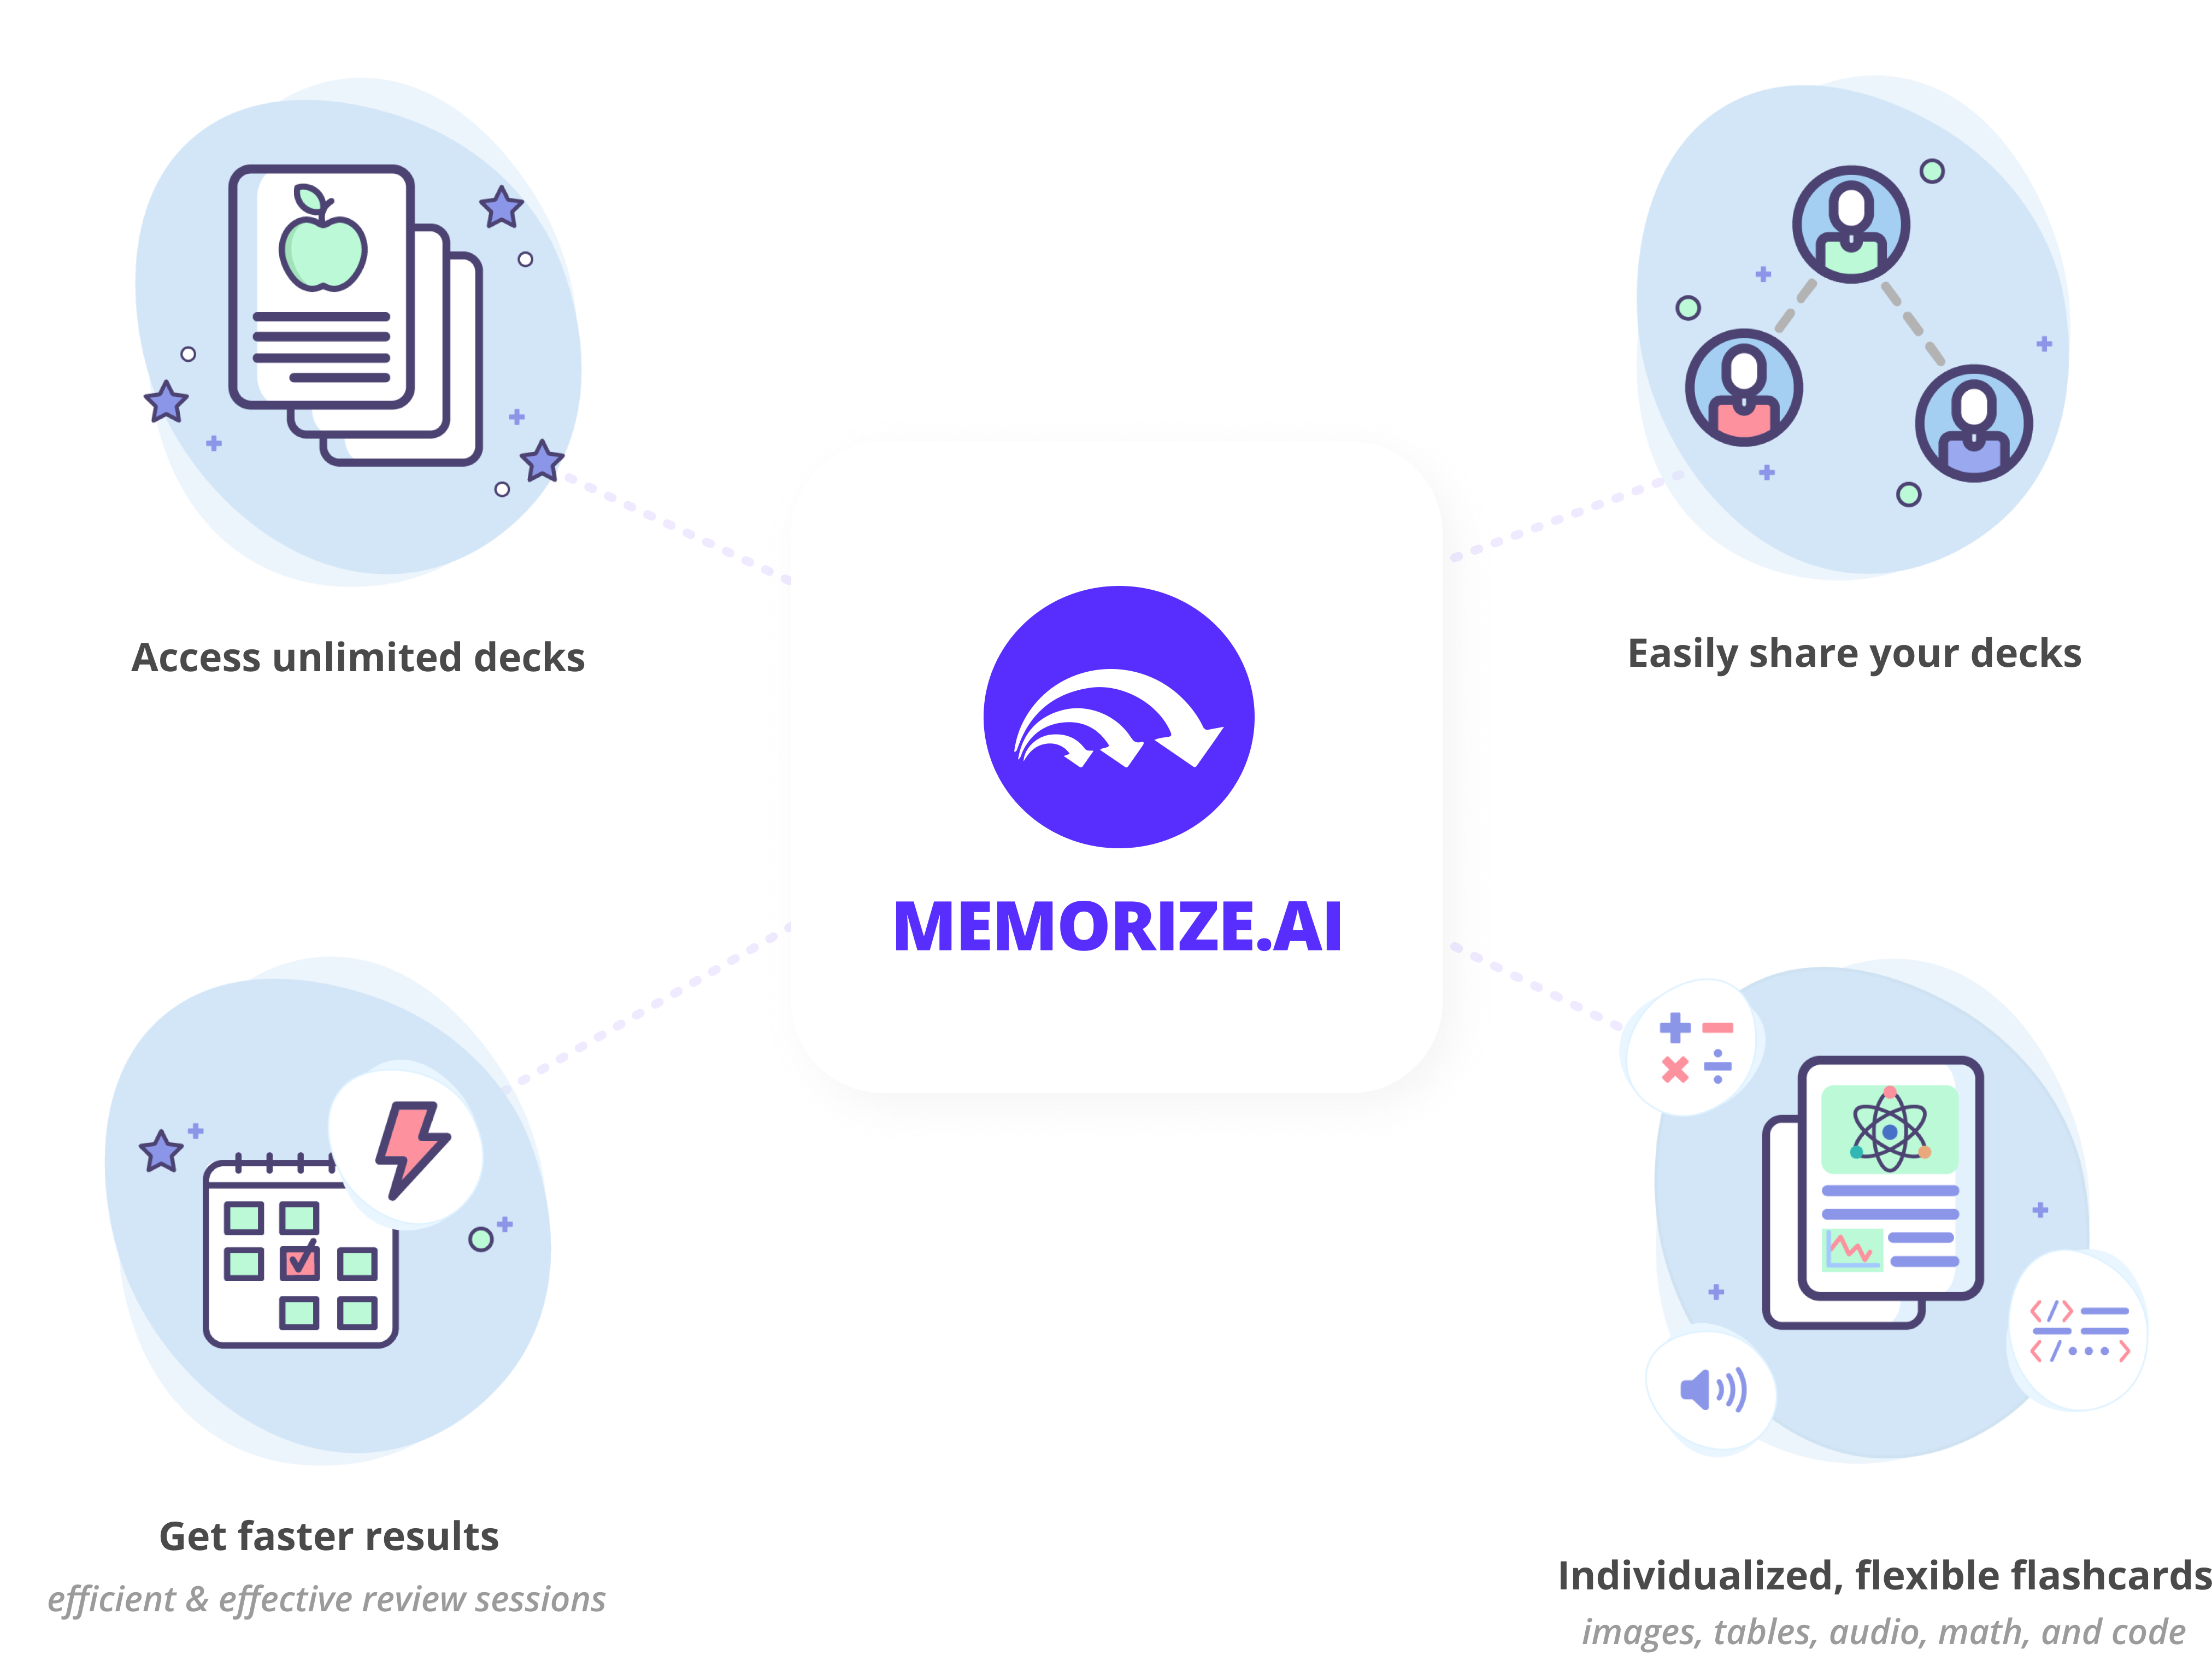 Access unlimited decks
Easily share your decks
MEMORIZE.AI
Get faster results
efficient & effective review sessions
Individualized, flexible flashcards
images, tables, audio, math, and code